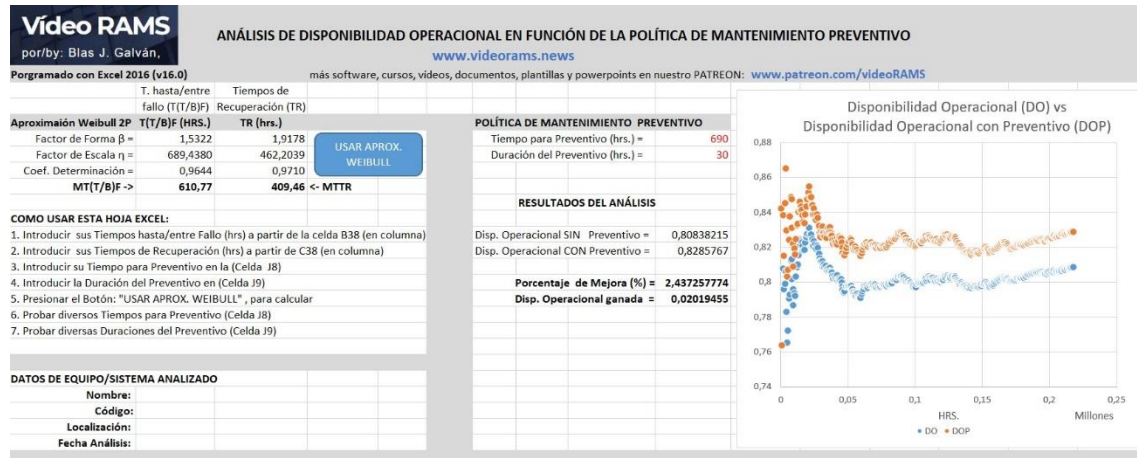 Vídeo RAMS
por/by: Blas J. Galván,
ANÁLISIS DE DISPONIBILIDAD OPERACIONAL EN FUNCIÓN DE LA POLÍTICA DE MANTENIMIENTO PREVENTIVO
www.videorams.news
Porgramado con Excel 2016 (v16.0) más software, cursos, vídeos, documentos, plantillas y powerpoints en nuestro PATREON: www.patreon.com/videoRAMS
T. hasta/entre Tiempos de
fallo (T(T/B)F) Recuperación (TR)
Aproximaión Weibull 2P T(T/B)F (HRS.) TR (hrs.)
Factor de Forma β = 1,5322 1,9178
Factor de Escala η = 689,4380 462,2039
Coef. Determinación = 0,9644 0,9710
MT(T/B)F -> 610,77 409,46 <- MTTR
USAR APROX.
WEIBULL
COMO USAR ESTA HOJA EXCEL:
1. Introducir sus Tiempos hasta/entre Fallo (hrs) a partir de la celda B38 (en columna)
2. Introducir sus Tiempos de Recuperación (hrs) a partir de C38 (en columna)
3. Introducir su Tiempo para Preventivo en la (Celda J8)
4. Introducir la Duración del Preventivo en (Celda J9)
5. Presionar el Botón: "USAR APROX. WEIBULL" , para calcular
6. Probar diversos Tiempos para Preventivo (Celda J8)
7. Probar diversas Duraciones del Preventivo (Celda J9)
DATOS DE EQUIPO/SISTEMA ANALIZADO
Nombre:
Código:
Localización:
Fecha Análisis:
POLÍTICA DE MANTENIMIENTO PREVENTIVO
Tiempo para Preventivo (hrs.) = 690
Duración del Preventivo (hrs.) = 30
RESULTADOS DEL ANÁLISIS
Disp. Operacional SIN Preventivo = 0,80838215
Disp. Operacional CON Preventivo = 0,8285767
Porcentaje de Mejora (%) = 2,437257774
Disp. Operacional ganada = 0,02019455
Disponibilidad Operacional (DO) vs
Disponibilidad Operacional con Preventivo (DOP)
0,88
0,86
0,84
0,82
0,8
0,78
0,76
0,74
0 0,05 0,1 0,15 0,2 0,25
HRS. Millones
DO DOP